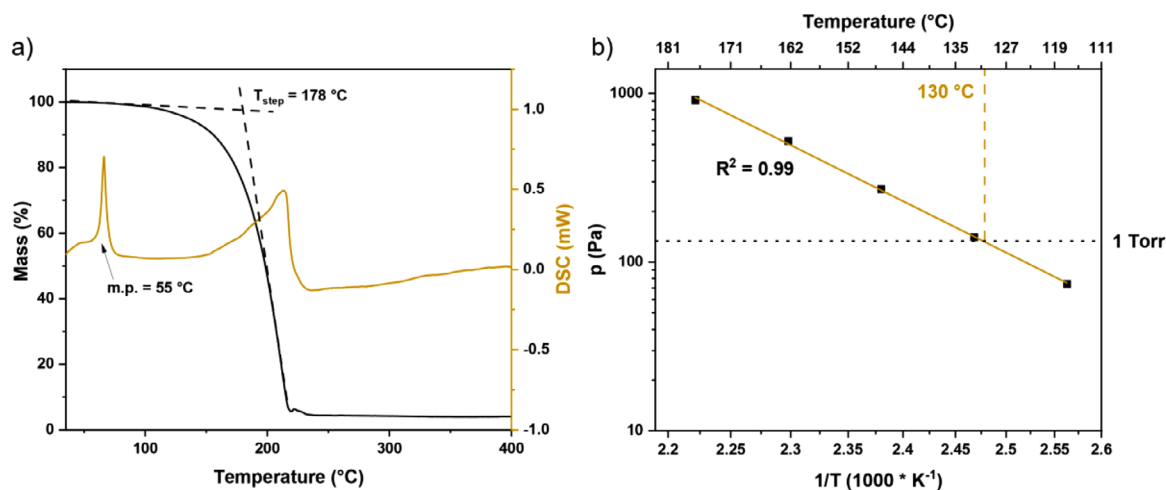 a)
T step = 178 °C
m.p. = 55 °C
Mass (%)
100
80
60
40
20
0
DSC (mW)
1.0
0.5
0.0
-0.5
-1.0
100
200
300
400
Temperature (°C)
b)
Temperature (°C)
181 171 162 152 144 135 127 119 111
130 °C
R² = 0.99
1 Torr
p (Pa)
1000
100
10
2.2 2.25 2.3 2.35 2.4 2.45 2.5 2.55 2.6
1/T (1000 * K⁻¹)